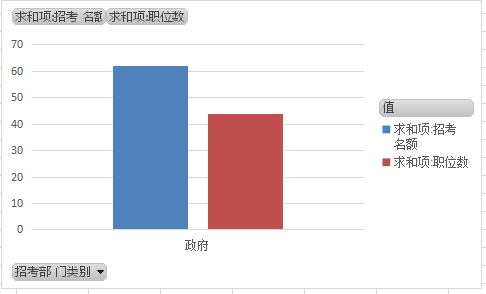 求和项:招考 名额 求和项:职位数
70
60
50
40
30
20
10
0
政府
值
求和项:招考
名额
求和项:职位数
招考部 门类别